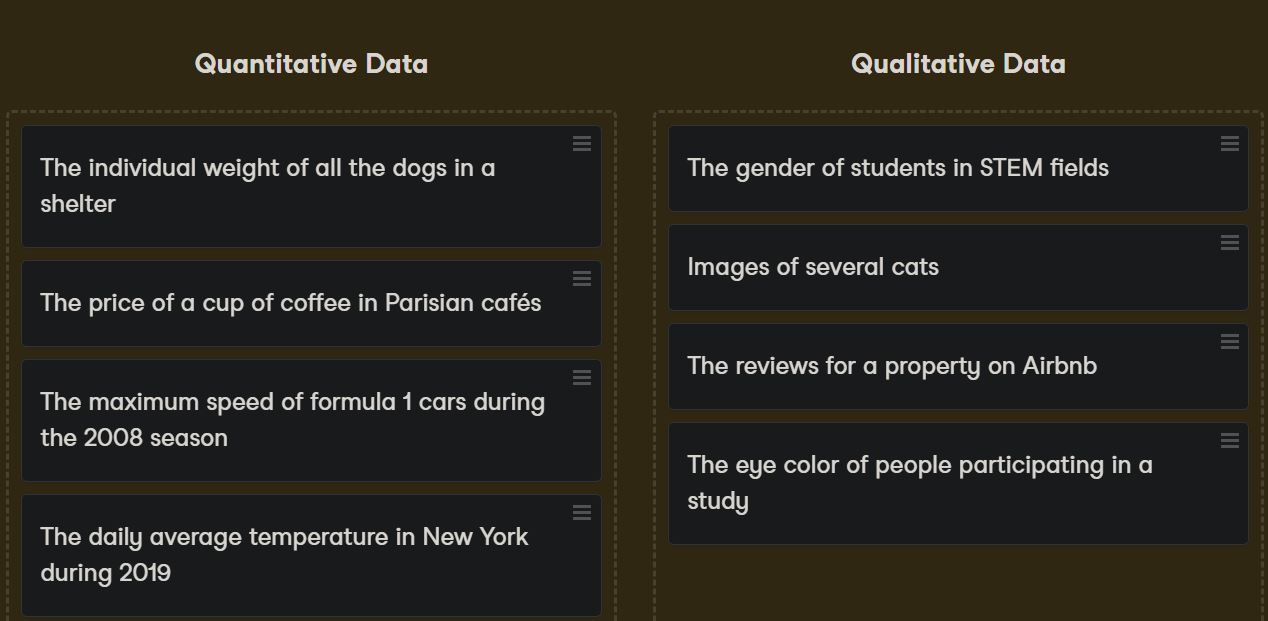 Quantitative Data
The individual weight of all the dogs in a
shelter
The price of a cup of coffee in Parisian cafés
The maximum speed of formula 1 cars during
the 2008 season
The daily average temperature in New York
during 2019
Qualitative Data
The gender of students in STEM fields
Images of several cats
The reviews for a property on Airbnb
The eye color of people participating in a
study